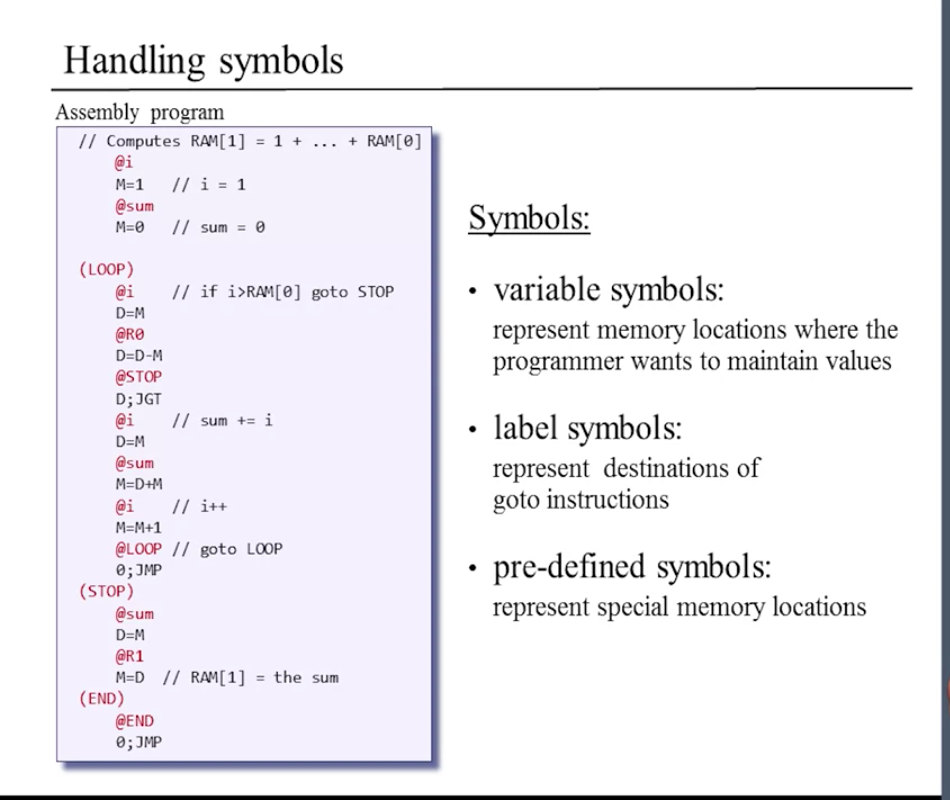 Handling symbols
Assembly program
// Computes RAM[1] = 1 + ... + RAM[0]
@i
M=1 // i = 1
@sum
M=0 // sum = 0
(LOOP)
@i // if i>RAM[0] goto STOP
D=M
@R0
D=D-M
@STOP
D;JGT
@i // sum += i
D=M
@sum
M=D+M
@i // i++
M=M+1
@LOOP // goto LOOP
0;JMP
(STOP)
@sum
D=M
@R1
M=D // RAM[1] = the sum
(END)
@END
0;JMP
Symbols:
• variable symbols:
represent memory locations where the
programmer wants to maintain values
• label symbols:
represent destinations of
goto instructions
• pre-defined symbols:
represent special memory locations